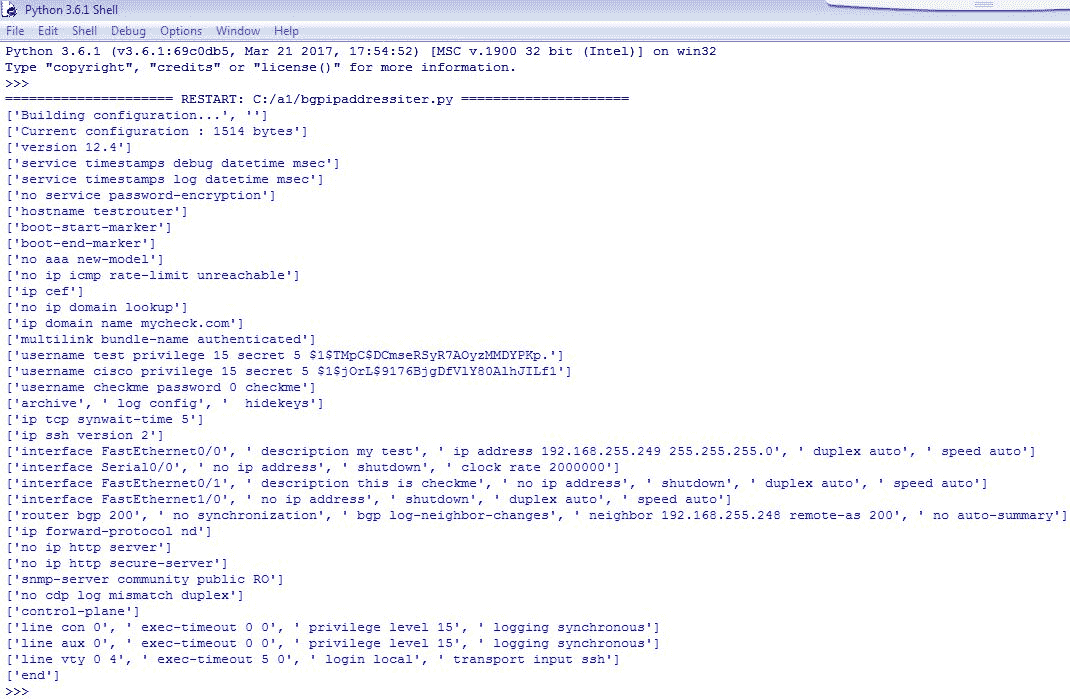 Python 3.6.1 Shell
File Edit Shell Debug Options Window Help
Python 3.6.1 (v3.6.1:69c0db5, Mar 21 2017, 17:54:52) [MSC v.1900 32 bit (Intel)] on win32
Type "copyright", "credits" or "license()" for more information.
>>>
===================== RESTART: C:/a1/bgpipaddressiter.py =====================
['Building configuration...', '']
['Current configuration : 1514 bytes']
['version 12.4']
['service timestamps debug datetime msec']
['service timestamps log datetime msec']
['no service password-encryption']
['hostname testrouter']
['boot-start-marker']
['boot-end-marker']
['no aaa new-model']
['no ip icmp rate-limit unreachable']
['ip cef']
['no ip domain lookup']
['ip domain name mycheck.com']
['multilink bundle-name authenticated']
['username test privilege 15 secret 5 $1$TMpC$DCmseRSyR7AOyzMMDYPKp.']
['username cisco privilege 15 secret 5 $1$jOrL$9176BjgDfVlY80AlhJILf1']
['username checkme password 0 checkme']
['archive', ' log config', '  hidekeys']
['ip tcp synwait-time 5']
['ip ssh version 2']
['interface FastEthernet0/0', ' description my test', ' ip address 192.168.255.249 255.255.255.0', ' duplex auto', ' speed auto']
['interface Serial0/0', ' no ip address', ' shutdown', ' clock rate 2000000']
['interface FastEthernet0/1', ' description this is checkme', ' no ip address', ' shutdown', ' duplex auto', ' speed auto']
['interface FastEthernet1/0', ' no ip address', ' shutdown', ' duplex auto', ' speed auto']
['router bgp 200', ' no synchronization', ' bgp log-neighbor-changes', ' neighbor 192.168.255.248 remote-as 200', ' no auto-summary']
['ip forward-protocol nd']
['no ip http server']
['no ip http secure-server']
['snmp-server community public RO']
['no cdp log mismatch duplex']
['control-plane']
['line con 0', ' exec-timeout 0 0', ' privilege level 15', ' logging synchronous']
['line aux 0', ' exec-timeout 0 0', ' privilege level 15', ' logging synchronous']
['line vty 0 4', ' exec-timeout 5 0', ' login local', ' transport input ssh']
['end']
>>>